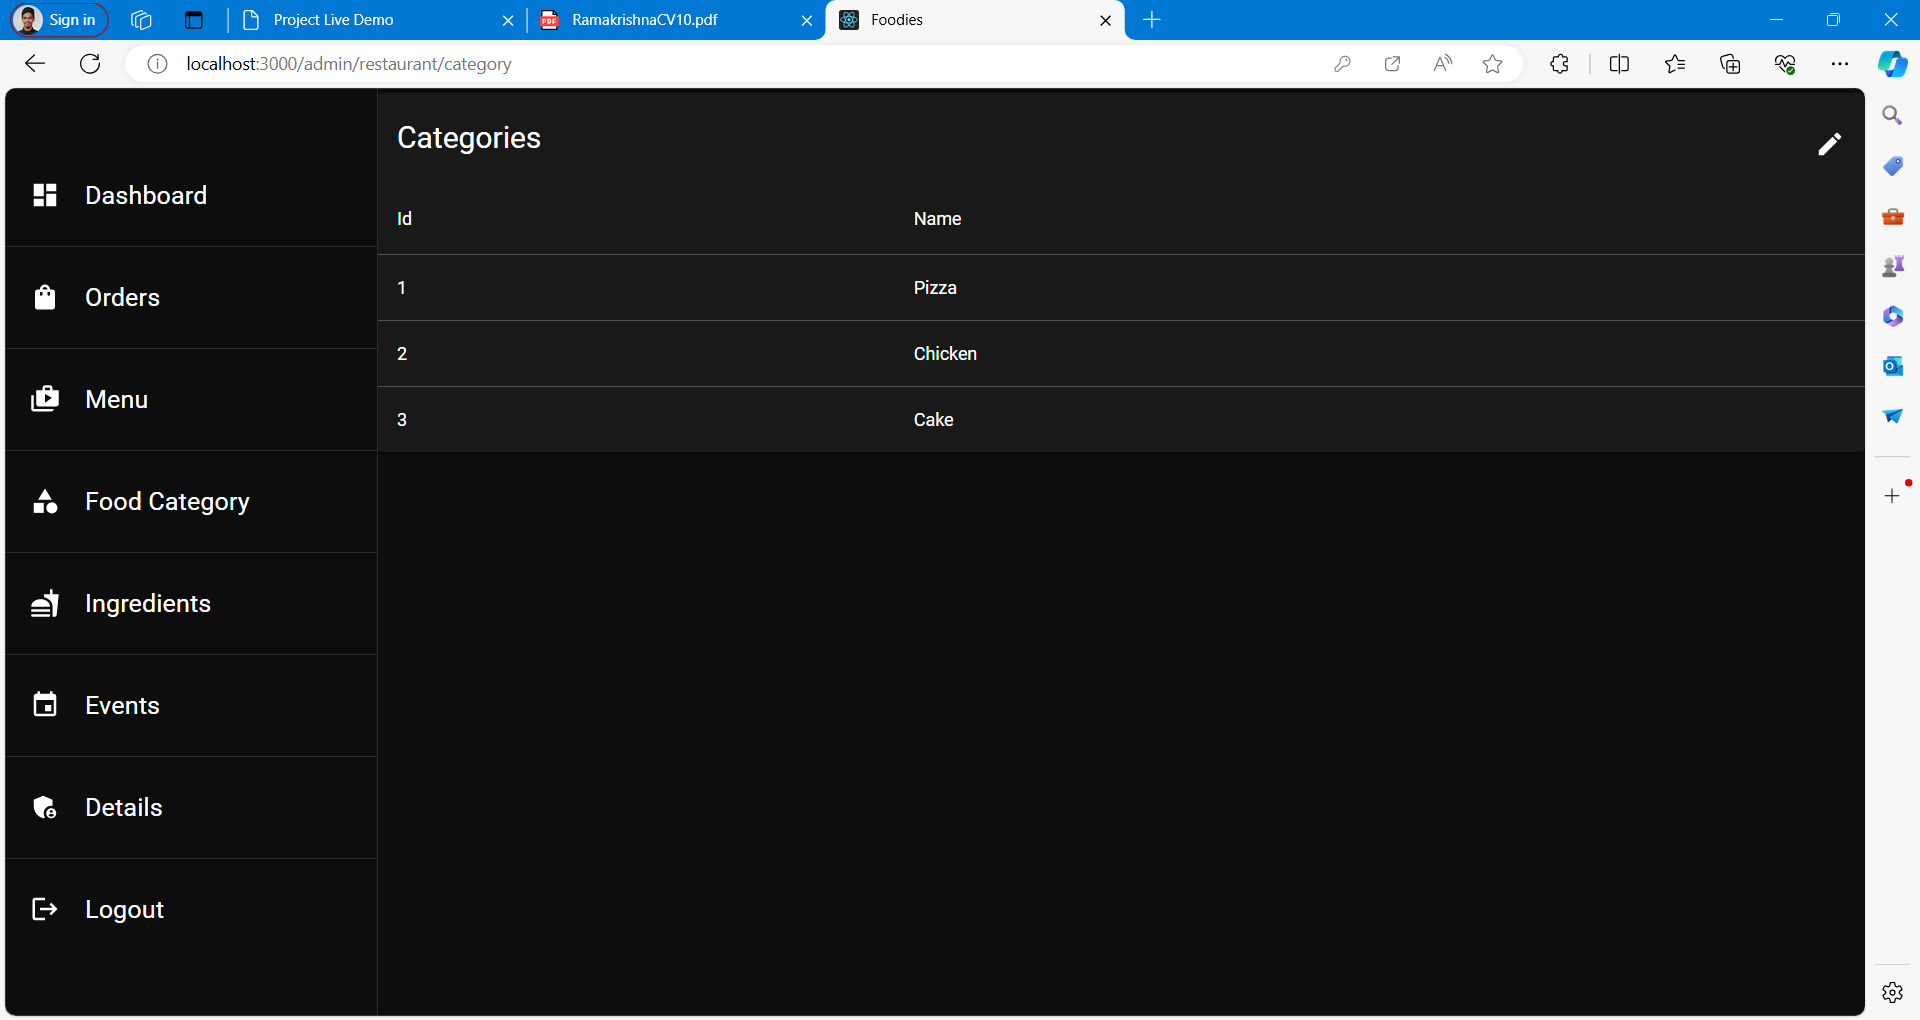 Sign in
Project Live Demo
RamakrishnaCV10.pdf
Foodies
localhost:3000/admin/restaurant/category
Dashboard
Orders
Menu
Food Category
Ingredients
Events
Details
Logout
Categories
Id Name
1 Pizza
2 Chicken
3 Cake